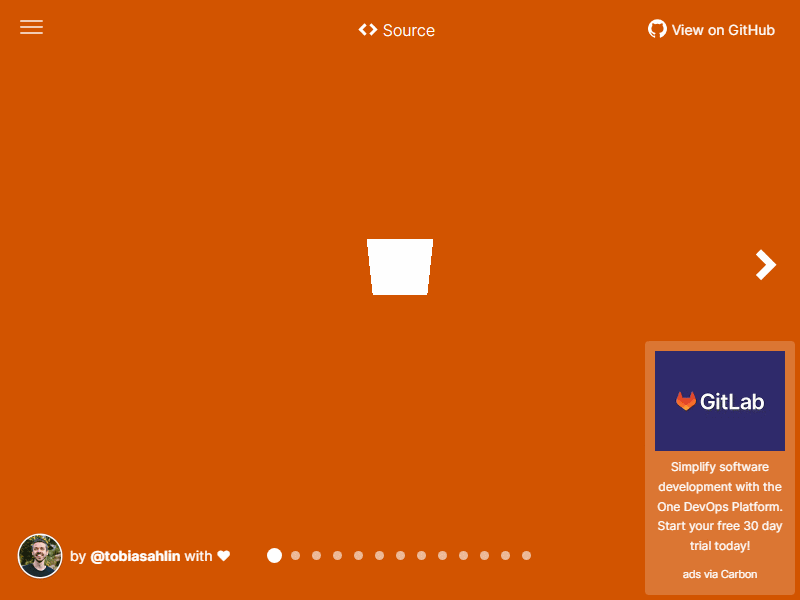 Source
View on GitHub
GitLab
Simplify software
development with the
One DevOps Platform.
Start your free 30 day
trial today!
ads via Carbon
by @tobiasahlin with